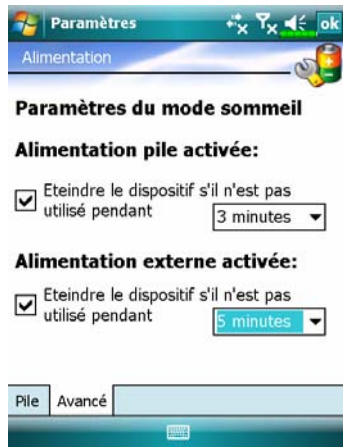 Paramètres
ok
Alimentation
Paramètres du mode sommeil
Alimentation pile activée:
Eteindre le dispositif s'il n'est pas
utilisé pendant
3 minutes
Alimentation externe activée:
Eteindre le dispositif s'il n'est pas
utilisé pendant
5 minutes
Pile Avancé